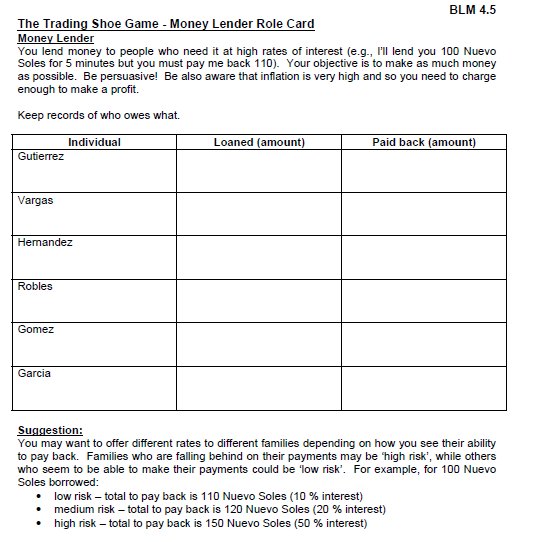 BLM 4.5
The Trading Shoe Game - Money Lender Role Card
Money Lender
You lend money to people who need it at high rates of interest (e.g., I'll lend you 100 Nuevo
Soles for 5 minutes but you must pay me back 110). Your objective is to make as much money
as possible. Be persuasive! Be also aware that inflation is very high and so you need to charge
enough to make a profit.
Keep records of who owes what.
Individual Loaned (amount) Paid back (amount)
Gutierrez
Vargas
Hernandez
Robles
Gomez
Garcia
Suggestion:
You may want to offer different rates to different families depending on how you see their ability
to pay back. Families who are falling behind on their payments may be 'high risk', while others
who seem to be able to make their payments could be 'low risk'. For example, for 100 Nuevo
Soles borrowed:
• low risk – total to pay back is 110 Nuevo Soles (10 % interest)
• medium risk – total to pay back is 120 Nuevo Soles (20 % interest)
• high risk – total to pay back is 150 Nuevo Soles (50 % interest)